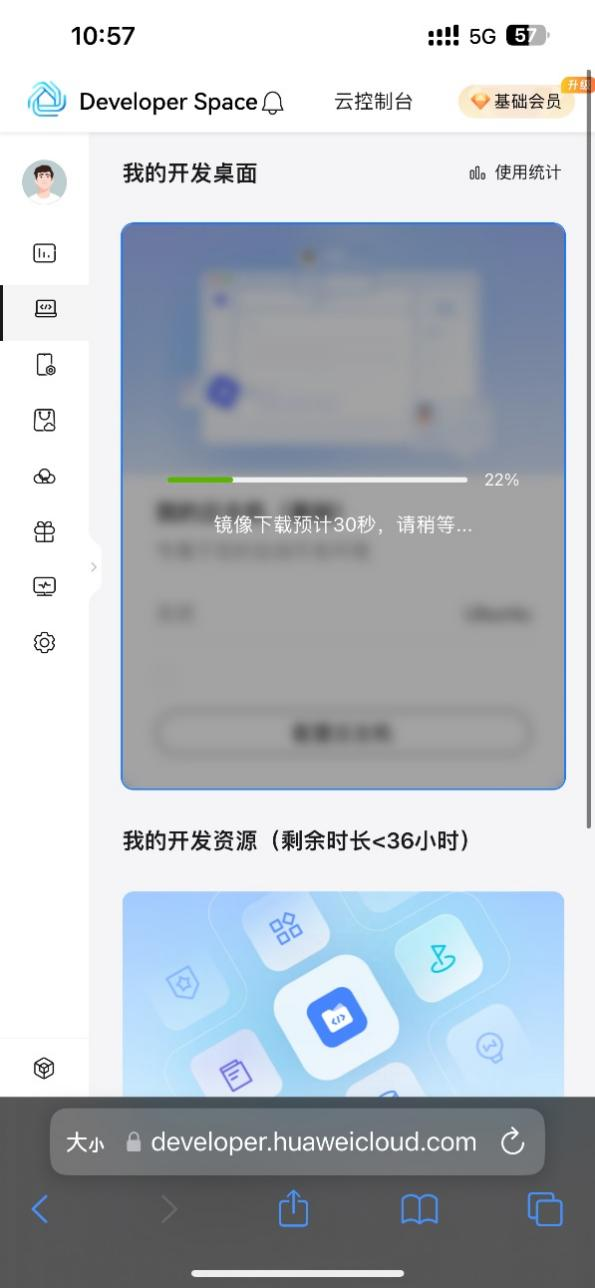 10:57
5G
57
Developer Space
云控制台
基础会员
升级
我的开发桌面
使用统计
22%
镜像下载预计30秒，请稍等...
Ubuntu
我的开发资源（剩余时长<36小时）
大小
developer.huaweicloud.com